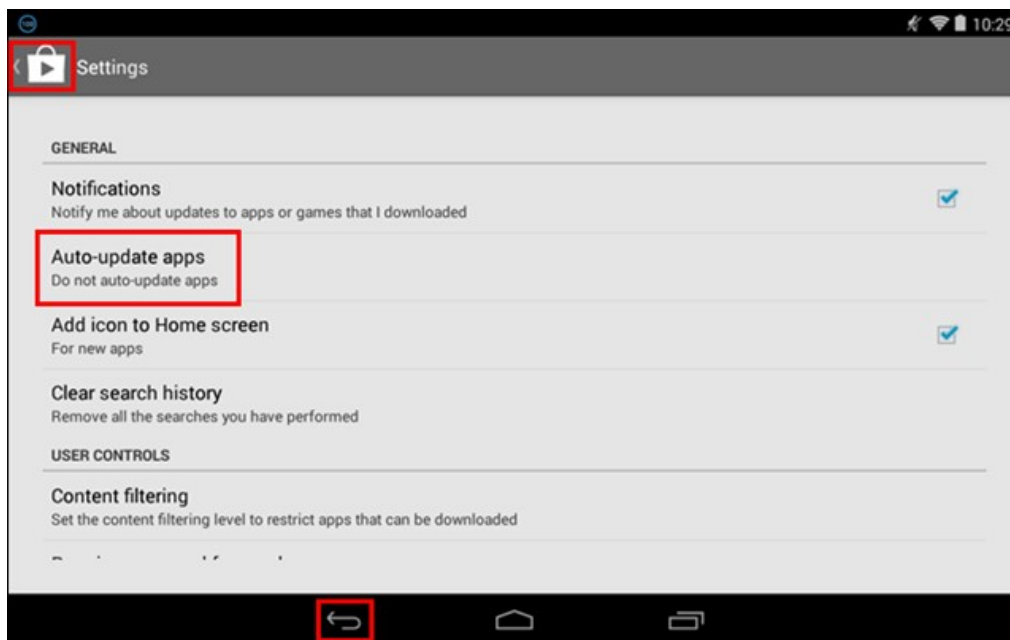 10:29
Settings
GENERAL
Notifications
Notify me about updates to apps or games that I downloaded
Auto-update apps
Do not auto-update apps
Add icon to Home screen
For new apps
Clear search history
Remove all the searches you have performed
USER CONTROLS
Content filtering
Set the content filtering level to restrict apps that can be downloaded